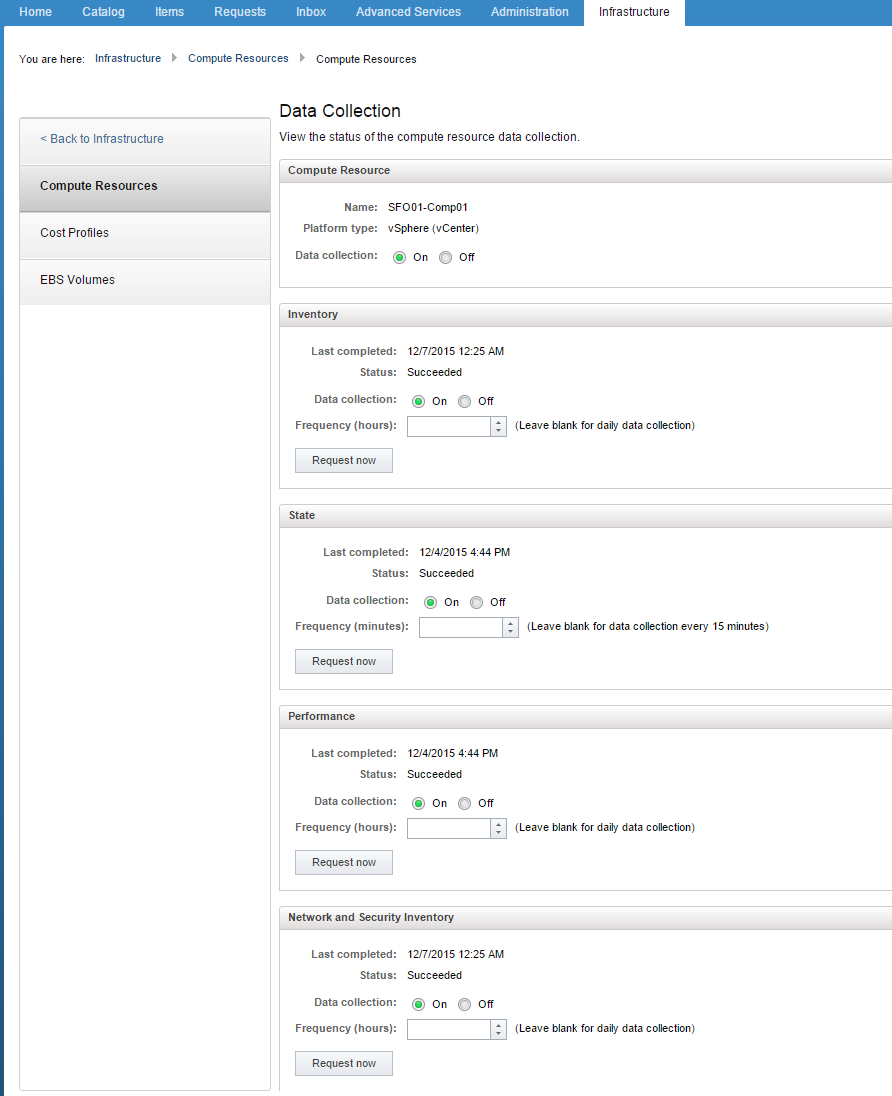 Home Catalog Items Requests Inbox Advanced Services Administration Infrastructure
You are here: Infrastructure Compute Resources Compute Resources
< Back to Infrastructure
Compute Resources
Cost Profiles
EBS Volumes
Data Collection
View the status of the compute resource data collection.
Compute Resource
Name: SFO01-Comp01
Platform type: vSphere (vCenter)
Data collection: On Off
Inventory
Last completed: 12/7/2015 12:25 AM
Status: Succeeded
Data collection: On Off
Frequency (hours): (Leave blank for daily data collection)
Request now
State
Last completed: 12/4/2015 4:44 PM
Status: Succeeded
Data collection: On Off
Frequency (minutes): (Leave blank for data collection every 15 minutes)
Request now
Performance
Last completed: 12/4/2015 4:44 PM
Status: Succeeded
Data collection: On Off
Frequency (hours): (Leave blank for daily data collection)
Request now
Network and Security Inventory
Last completed: 12/7/2015 12:25 AM
Status: Succeeded
Data collection: On Off
Frequency (hours): (Leave blank for daily data collection)
Request now